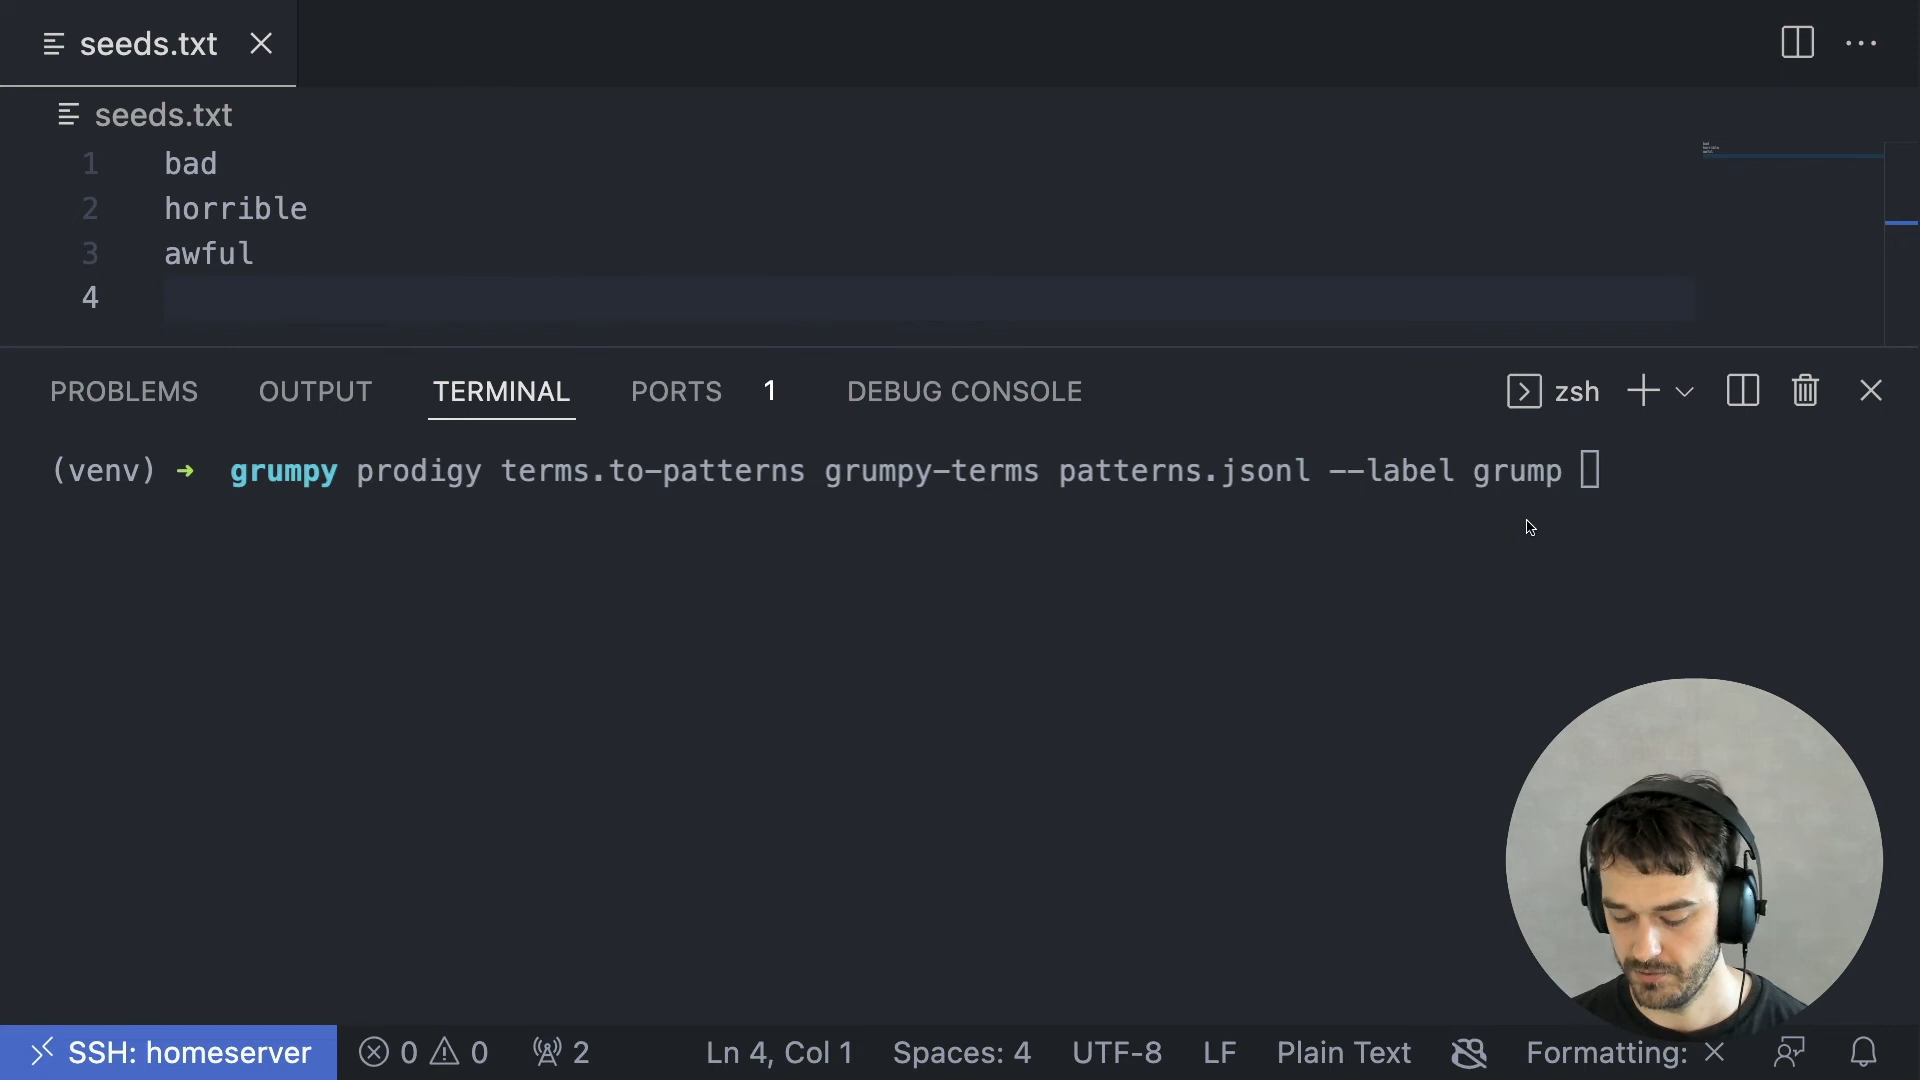 seeds.txt
seeds.txt
1 bad
2 horrible
3 awful
4
PROBLEMS OUTPUT TERMINAL PORTS 1 DEBUG CONSOLE zsh
(venv) ➜ grumpy prodigy terms.to-patterns grumpy-terms patterns.jsonl --label grump
SSH: homeserver 0 0 2 Ln 4, Col 1 Spaces: 4 UTF-8 LF Plain Text Formatting: ×